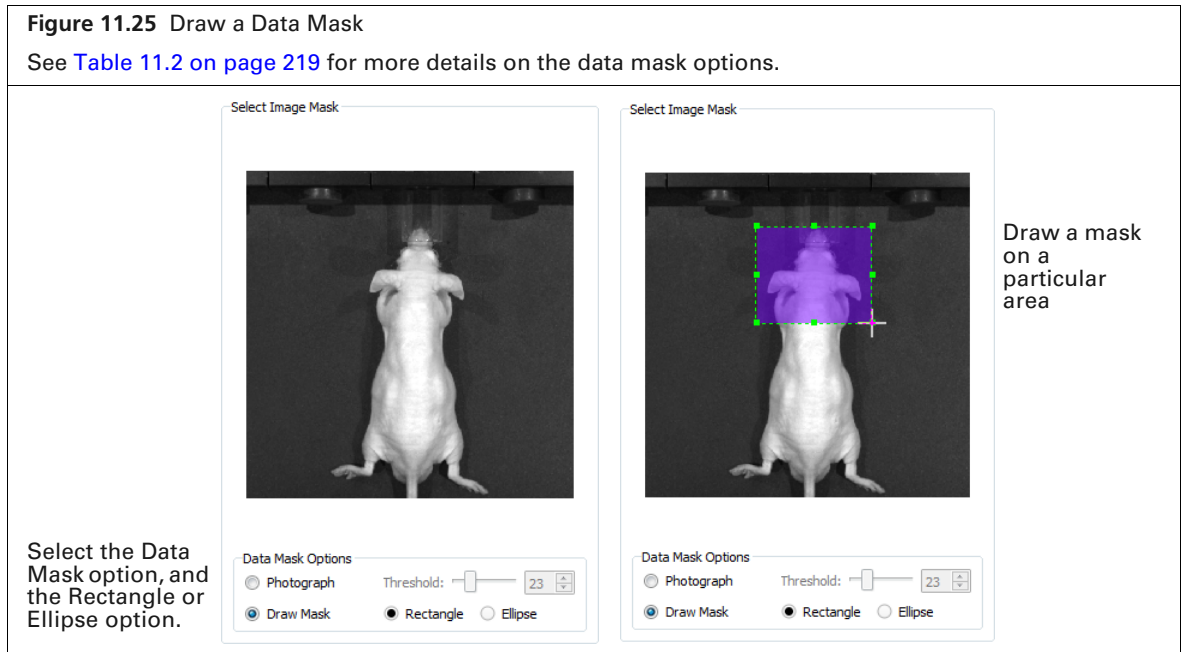 Figure 11.25 Draw a Data Mask
See Table 11.2 on page 219 for more details on the data mask options.
Select Image Mask
Data Mask Options
Photograph
Threshold:
23
Draw Mask
Rectangle
Ellipse
Select the Data
Mask option, and
the Rectangle or
Ellipse option.
Select Image Mask
Data Mask Options
Photograph
Threshold:
23
Draw Mask
Rectangle
Ellipse
Draw a mask
on a
particular
area